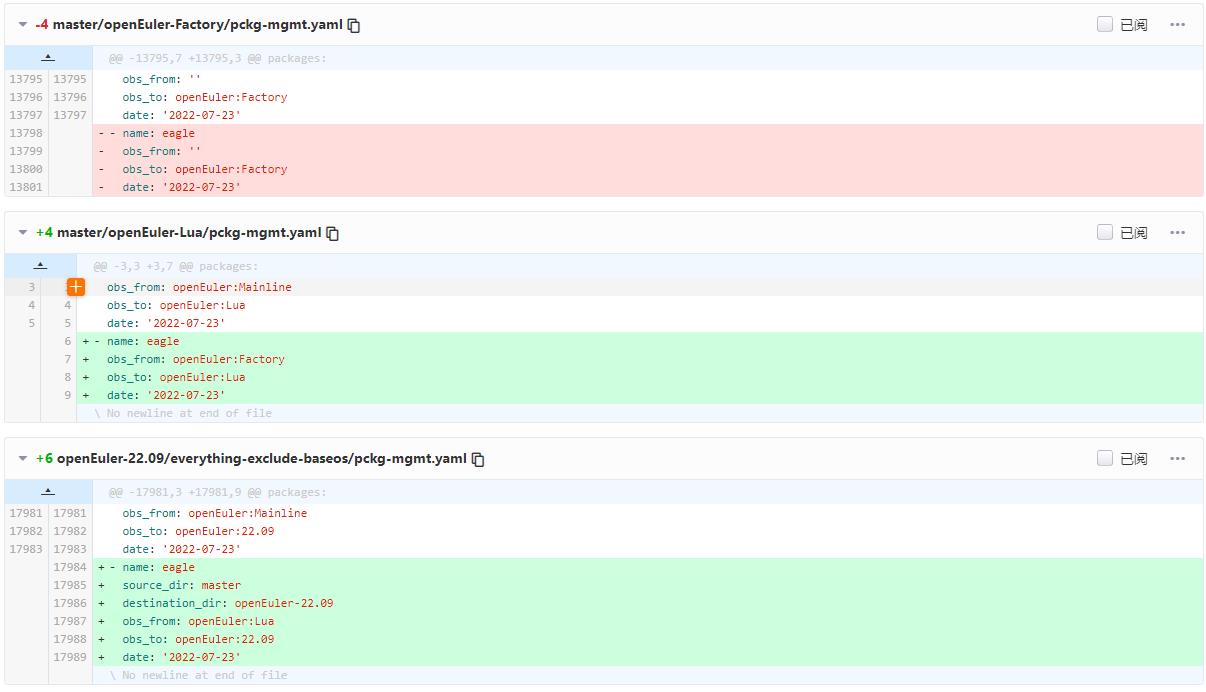 -4 master/openEuler-Factory/pckg-mgmt.yaml 已阅 •••
@@ -13795,7 +13795,3 @@ packages:
13795 13795 obs_from: ''
13796 13796 obs_to: openEuler:Factory
13797 13797 date: '2022-07-23'
13798 - - name: eagle
13799 - obs_from: ''
13800 - obs_to: openEuler:Factory
13801 - date: '2022-07-23'
+4 master/openEuler-Lua/pckg-mgmt.yaml 已阅 •••
@@ -3,3 +3,7 @@ packages:
3 + obs_from: openEuler:Mainline
4 4 obs_to: openEuler:Lua
5 5 date: '2022-07-23'
6 + - name: eagle
7 + obs_from: openEuler:Factory
8 + obs_to: openEuler:Lua
9 + date: '2022-07-23'
\ No newline at end of file
+6 openEuler-22.09/everything-exclude-baseos/pckg-mgmt.yaml 已阅 •••
@@ -17981,3 +17981,9 @@ packages:
17981 17981 obs_from: openEuler:Mainline
17982 17982 obs_to: openEuler:22.09
17983 17983 date: '2022-07-23'
17984 + - name: eagle
17985 + source_dir: master
17986 + destination_dir: openEuler-22.09
17987 + obs_from: openEuler:Lua
17988 + obs_to: openEuler:22.09
17989 + date: '2022-07-23'
\ No newline at end of file